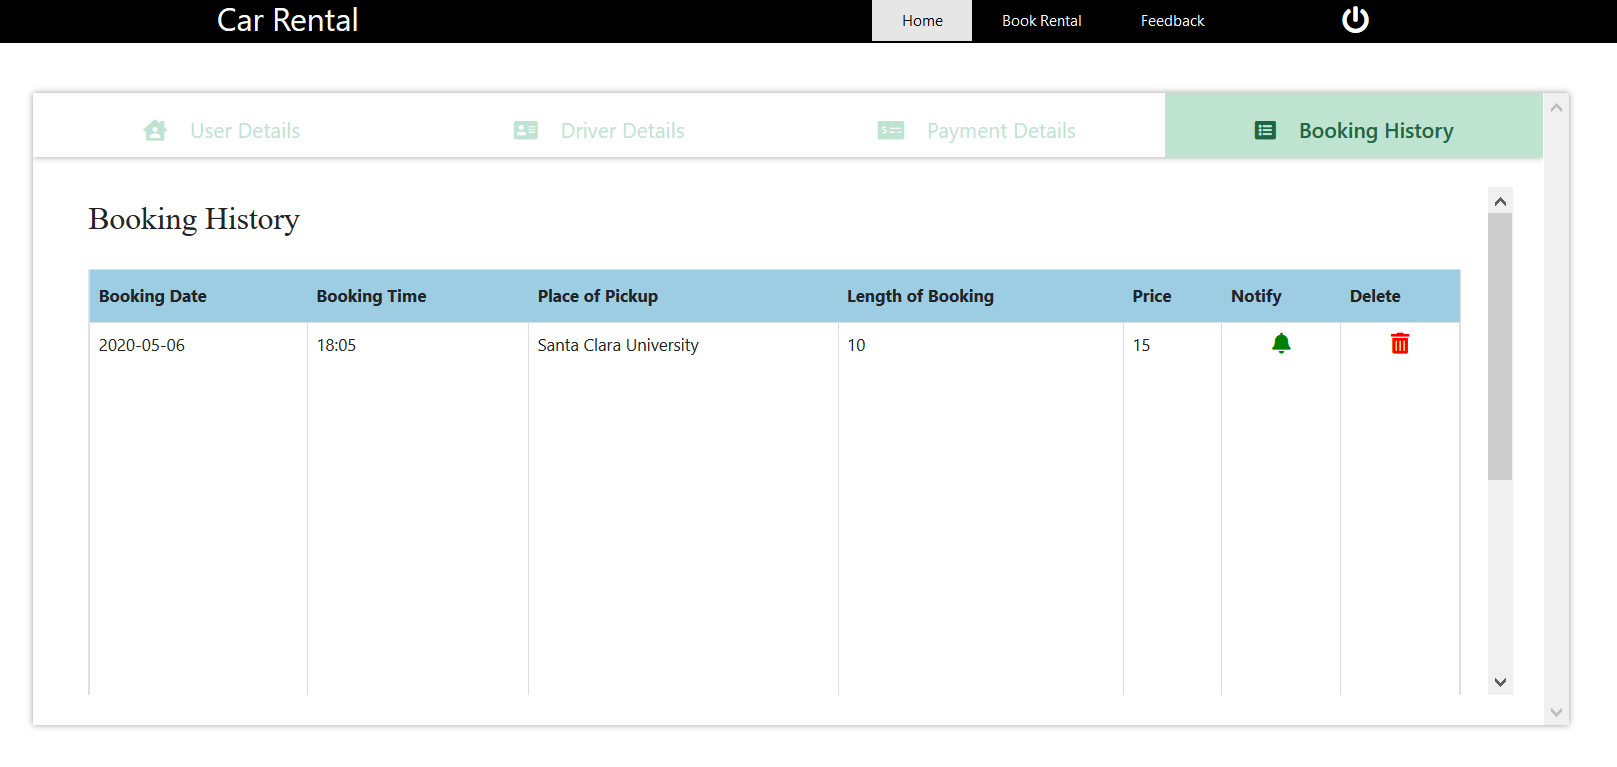 Car Rental Home Book Rental Feedback
User Details Driver Details Payment Details Booking History
Booking History
Booking Date Booking Time Place of Pickup Length of Booking Price Notify Delete
2020-05-06 18:05 Santa Clara University 10 15